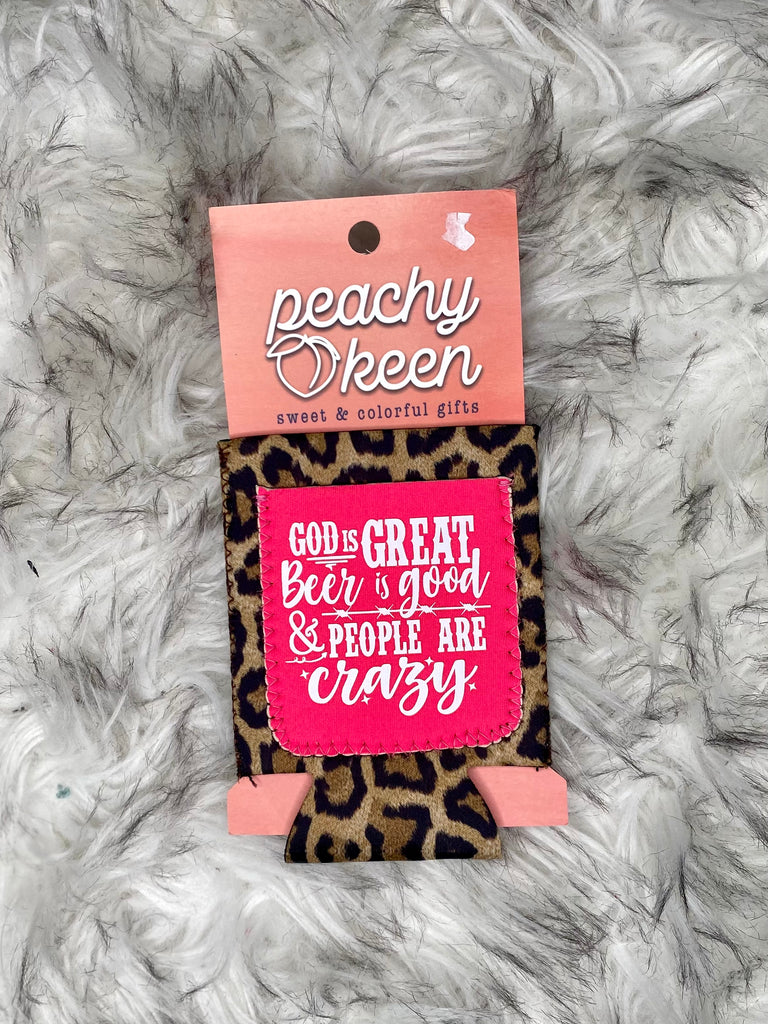 peachy
keen
sweet & colorful gifts
GOD IS GREAT
Beer is good
& PEOPLE ARE
crazy